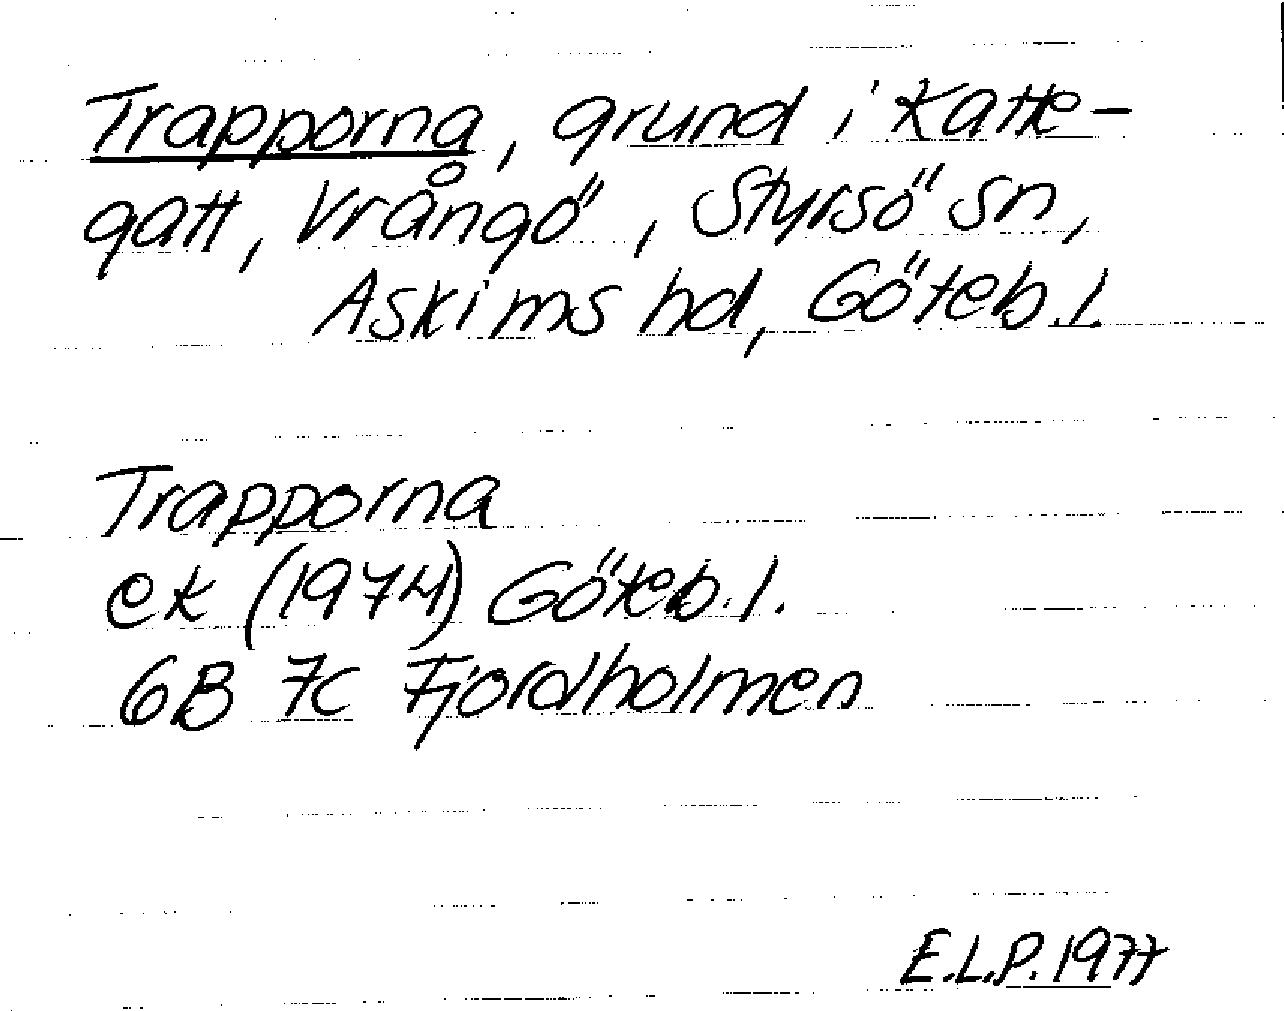 Trapporna, grund i Katte-
gatt, Vrångö, Styrsö sn,
Askims hd, Göteb.l.
Trapporna
ek (1974) Göteb.l.
6B 7c Fjordholmen
E.L.P. 1977